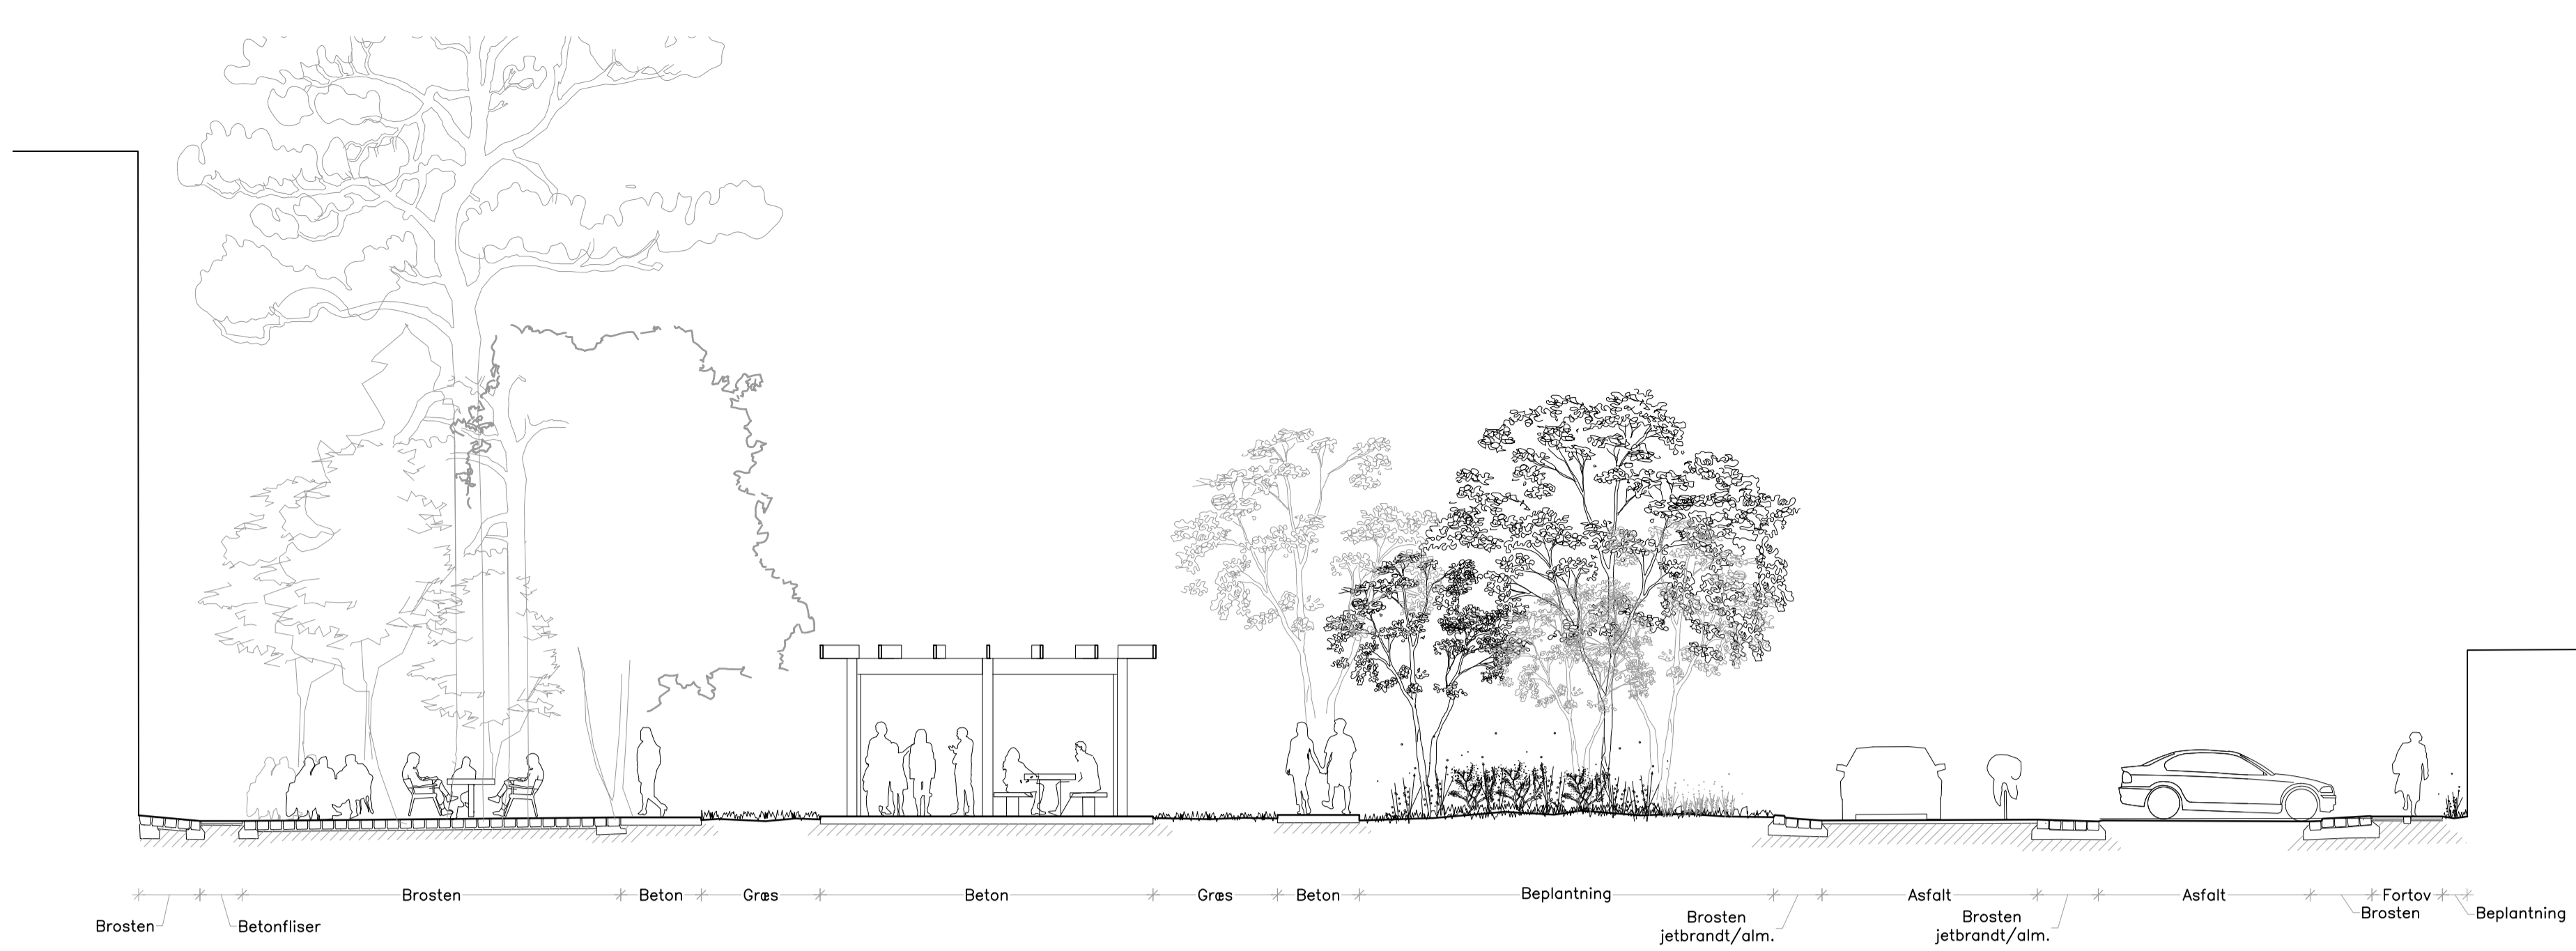 Brosten
Betonfliser
Brosten
Beton
Græs
Beton
Græs
Beton
Beplantning
Brosten
jetbrandt/alm.
Asfalt
Brosten
jetbrandt/alm.
Asfalt
Brosten
Fortov
Beplantning